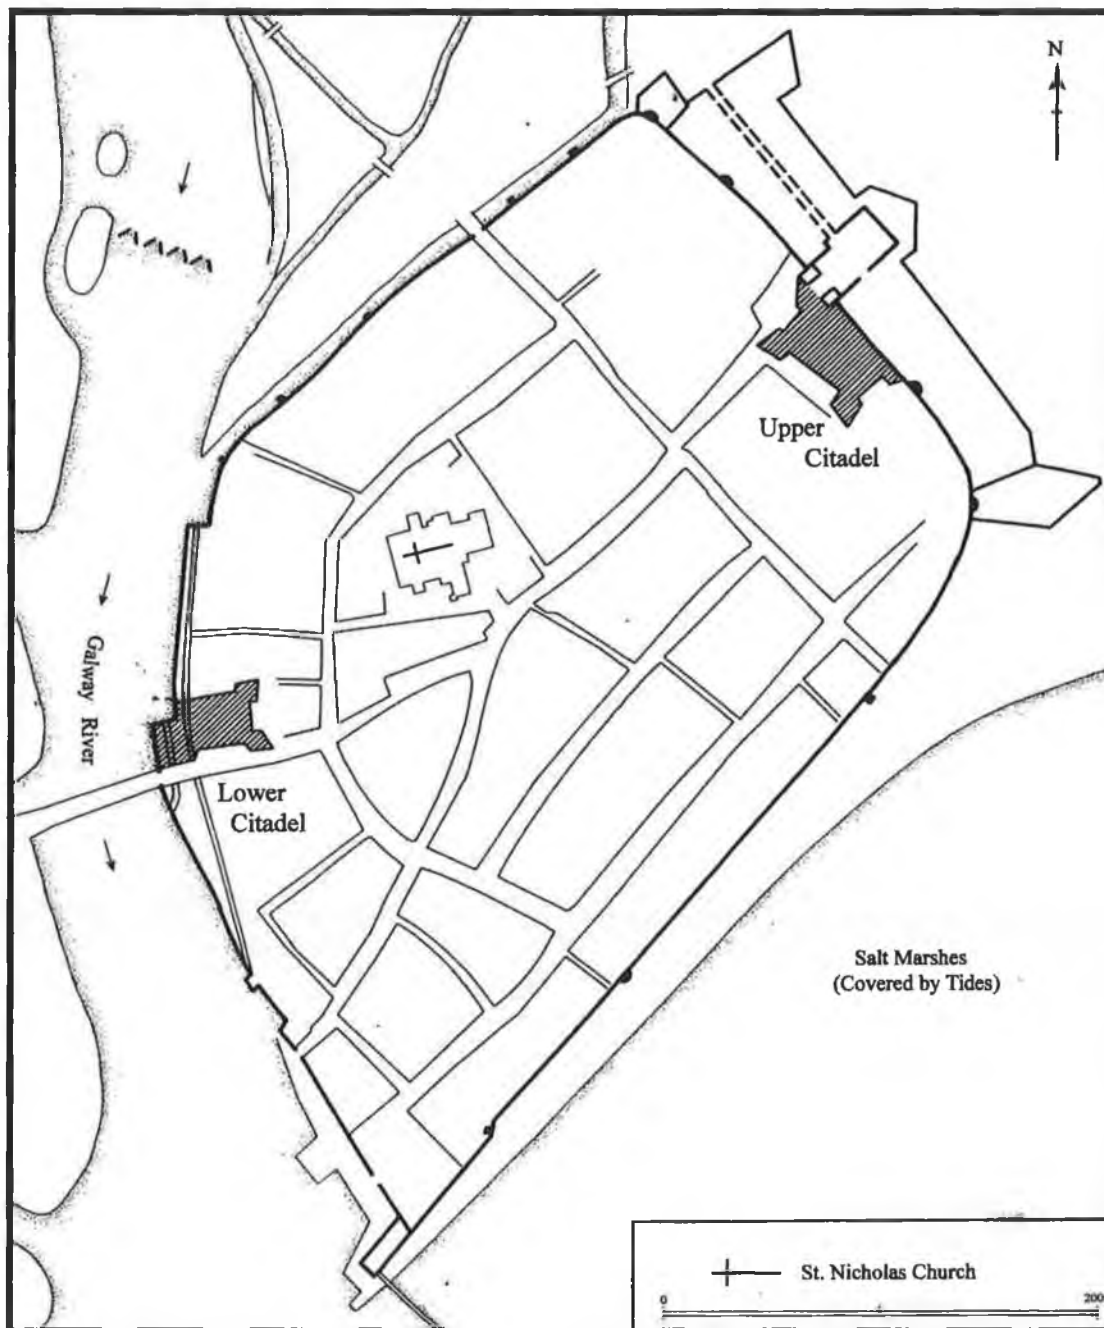 N
Upper
Citadel
Galway River
Lower
Citadel
Salt Marshes
(Covered by Tides)
St. Nicholas Church
0 200